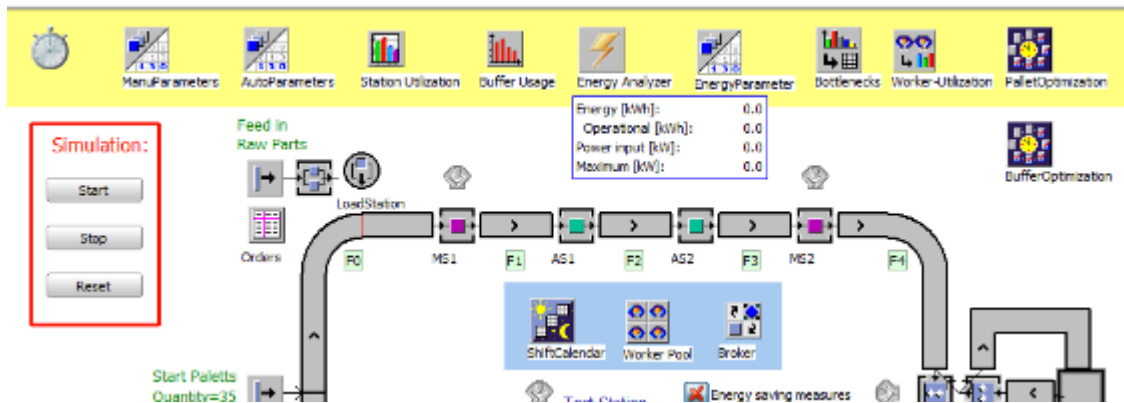 ManuParameters
AutoParameters
Station Utilization
Buffer Usage
Energy Analyzer
EnergyParameter
Bottlenecks
Worker-Utilization
PalletOptimization
Energy [kWh]: 0.0
Operational [kWh]: 0.0
Power input [kW]: 0.0
Maximum [kW]: 0.0
BufferOptimization
Simulation:
Start
Stop
Reset
Feed in
Raw Parts
LoadStation
Orders
F0
MS1
F1
AS1
F2
AS2
F3
MS2
F4
ShiftCalendar
Worker Pool
Broker
Start Paletts
Quantity=35
Test Station
Energy saving measures